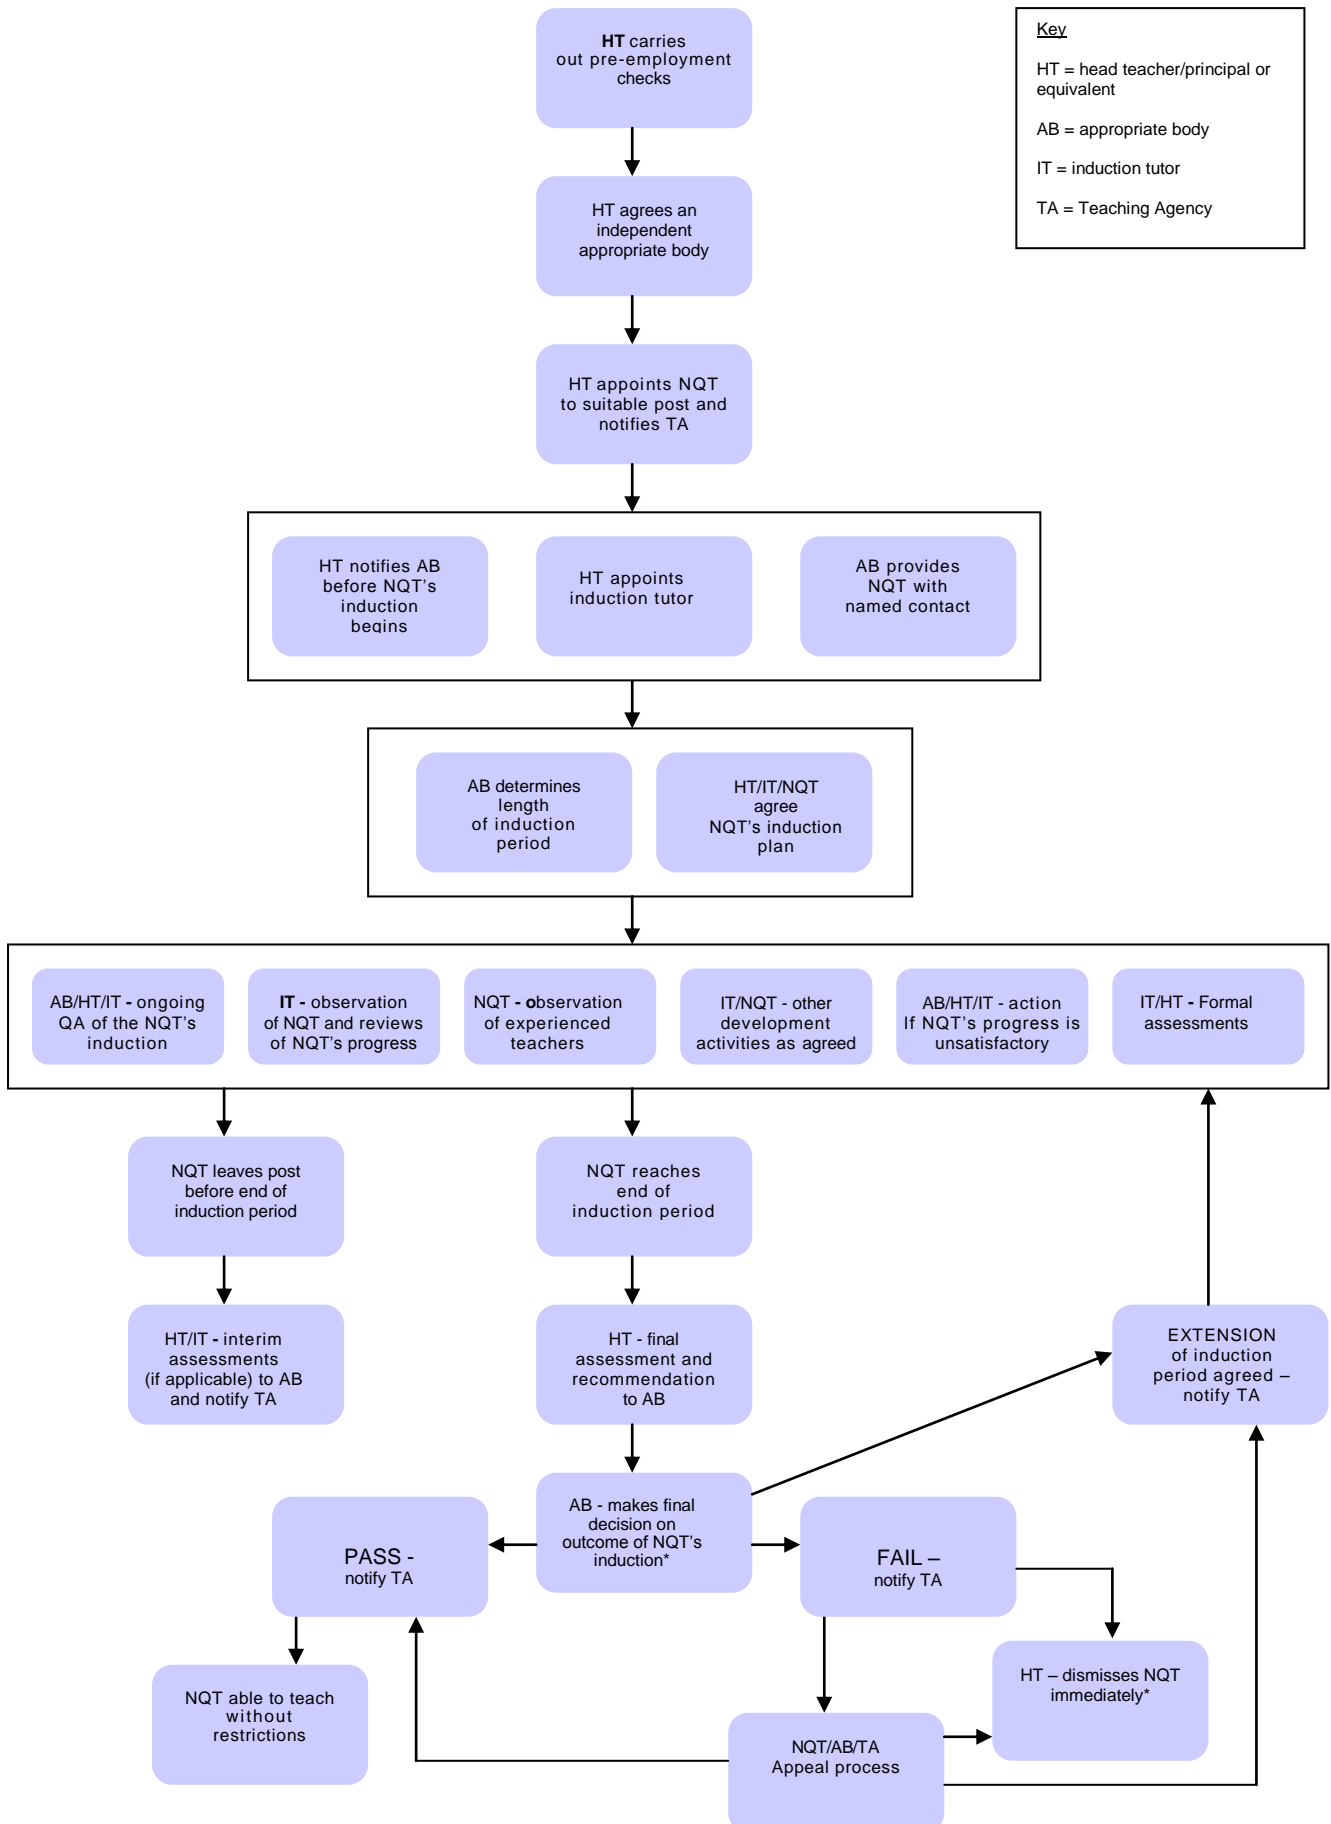 HT carries
out pre-employment
checks
Key
HT = head teacher/principal or
equivalent
AB = appropriate body
IT = induction tutor
TA = Teaching Agency
HT agrees an
independent
appropriate body
HT appoints NQT
to suitable post and
notifies TA
HT notifies AB
before NQT's
induction
begins
HT appoints
induction tutor
AB provides
NQT with
named contact
AB determines
length
of induction
period
HT/IT/NQT
agree
NQT's induction
plan
AB/HT/IT - ongoing
QA of the NQT's
induction
IT - observation
of NQT and reviews
of NQT's progress
NQT - observation
of experienced
teachers
IT/NQT - other
development
activities as agreed
AB/HT/IT - action
If NQT's progress is
unsatisfactory
IT/HT - Formal
assessments
NQT leaves post
before end of
induction period
NQT reaches
end of
induction period
HT/IT - interim
assessments
(if applicable) to AB
and notify TA
HT - final
assessment and
recommendation
to AB
EXTENSION
of induction
period agreed –
notify TA
AB - makes final
decision on
outcome of NQT's
induction*
PASS -
notify TA
FAIL –
notify TA
NQT able to teach
without
restrictions
HT – dismisses NQT
immediately*
NQT/AB/TA
Appeal process